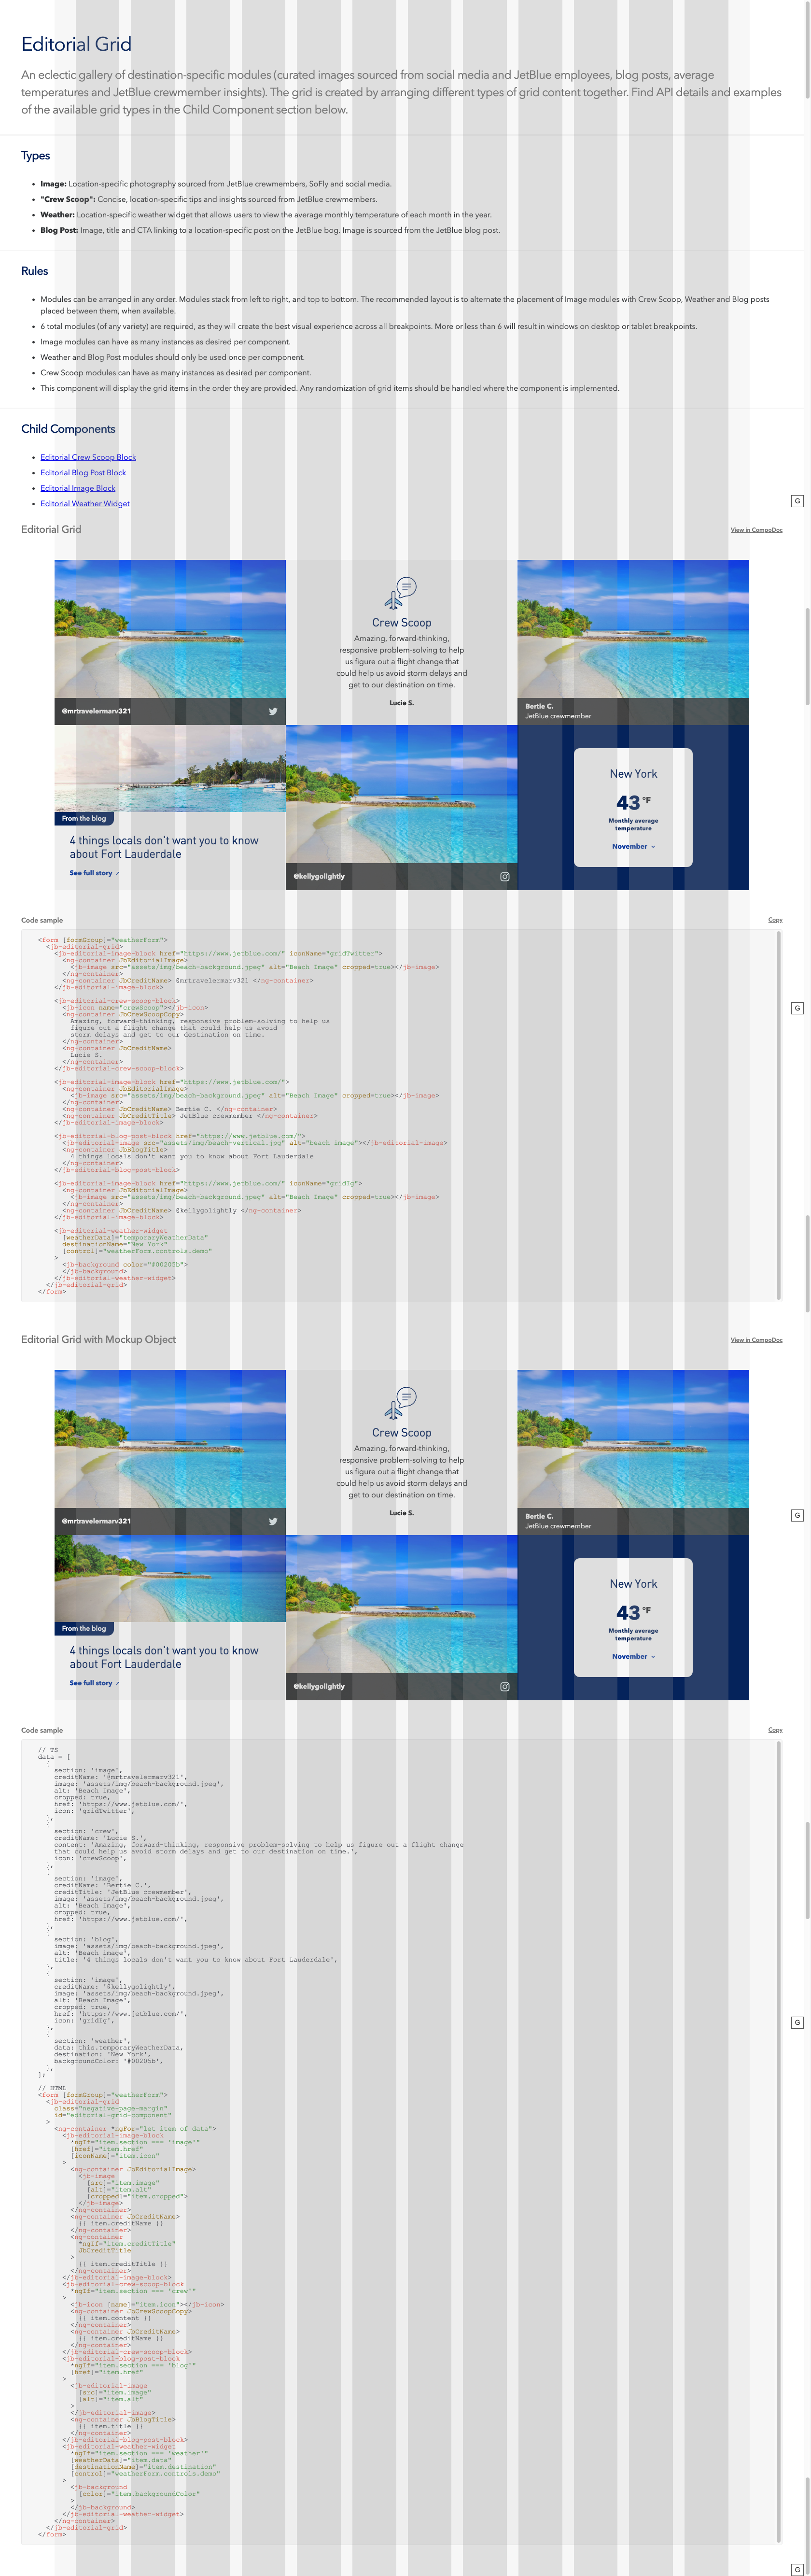 Editorial Grid
An eclectic gallery of destination-specific modules (curated images sourced from social media and JetBlue employees, blog posts, average
temperatures and JetBlue crewmember insights). The grid is created by arranging different types of grid content together. Find API details and examples
of the available grid types in the Child Component section below.
Types
• Image: Location-specific photography sourced from JetBlue crewmembers, SoFly and social media.
• "Crew Scoop": Concise, location-specific tips and insights sourced from JetBlue crewmembers.
• Weather: Location-specific weather widget that allows users to view the average monthly temperature of each month in the year.
• Blog Post: Image, title and CTA linking to a location-specific post on the JetBlue bog. Image is sourced from the JetBlue blog post.
Rules
• Modules can be arranged in any order. Modules stack from left to right, and top to bottom. The recommended layout is to alternate the placement of Image modules with Crew Scoop, Weather and Blog posts
placed between them, when available.
• 6 total modules (of any variety) are required, as they will create the best visual experience across all breakpoints. More or less than 6 will result in windows on desktop or tablet breakpoints.
• Image modules can have as many instances as desired per component.
• Weather and Blog Post modules should only be used once per component.
• Crew Scoop modules can have as many instances as desired per component.
• This component will display the grid items in the order they are provided. Any randomization of grid items should be handled where the component is implemented.
Child Components
• Editorial Crew Scoop Block
• Editorial Blog Post Block
• Editorial Image Block
• Editorial Weather Widget
G
Editorial Grid
View in CompoDoc
@mrtravelermarv321
Crew Scoop
Amazing, forward-thinking,
responsive problem-solving to help
us figure out a flight change that
could help us avoid storm delays and
get to our destination on time.
Lucie S.
Bertie C.
JetBlue crewmember
From the blog
4 things locals don't want you to know
about Fort Lauderdale
See full story
@kellygolightly
New York
43 °F
Monthly average
temperature
November
Code sample
Copy
<form [formGroup]="weatherForm">
<jb-editorial-grid>
<jb-editorial-image-block href="https://www.jetblue.com/" iconName="gridTwitter">
<ng-container JbEditorialImage>
<jb-image src="assets/img/beach-background.jpeg" alt="Beach Image" cropped=true></jb-image>
</ng-container>
<ng-container JbCreditName> @mrtravelermarv321 </ng-container>
</jb-editorial-image-block>
<jb-editorial-crew-scoop-block>
<jb-icon name="crewScoop"></jb-icon>
<ng-container JbCrewScoopCopy>
Amazing, forward-thinking, responsive problem-solving to help us
figure out a flight change that could help us avoid
storm delays and get to our destination on time.
</ng-container>
<ng-container JbCreditName>
Lucie S.
</ng-container>
</jb-editorial-crew-scoop-block>
<jb-editorial-image-block href="https://www.jetblue.com/">
<ng-container JbEditorialImage>
<jb-image src="assets/img/beach-background.jpeg" alt="Beach Image" cropped=true></jb-image>
</ng-container>
<ng-container JbCreditName> Bertie C. </ng-container>
<ng-container JbCreditTitle> JetBlue crewmember </ng-container>
</jb-editorial-image-block>
<jb-editorial-blog-post-block href="https://www.jetblue.com/">
<jb-editorial-image src="assets/img/beach-vertical.jpg" alt="beach image"></jb-editorial-image>
<ng-container JbBlogTitle>
4 things locals don't want you to know about Fort Lauderdale
</ng-container>
</jb-editorial-blog-post-block>
<jb-editorial-image-block href="https://www.jetblue.com/" iconName="gridIg">
<ng-container JbEditorialImage>
<jb-image src="assets/img/beach-background.jpeg" alt="Beach Image" cropped=true></jb-image>
</ng-container>
<ng-container JbCreditName> @kellygolightly </ng-container>
</jb-editorial-image-block>
<jb-editorial-weather-widget
[weatherData]="temporaryWeatherData"
destinationName="New York"
[control]="weatherForm.controls.demo"
>
<jb-background color="#00205b">
</jb-background>
</jb-editorial-weather-widget>
</jb-editorial-grid>
</form>
G
Editorial Grid with Mockup Object
View in CompoDoc
@mrtravelermarv321
Crew Scoop
Amazing, forward-thinking,
responsive problem-solving to help
us figure out a flight change that
could help us avoid storm delays and
get to our destination on time.
Lucie S.
Bertie C.
JetBlue crewmember
G
From the blog
4 things locals don't want you to know
about Fort Lauderdale
See full story
@kellygolightly
New York
43 °F
Monthly average
temperature
November
Code sample
Copy
// TS
data = [
{
section: 'image',
creditName: '@mrtravelermarv321',
image: 'assets/img/beach-background.jpeg',
alt: 'Beach Image',
cropped: true,
href: 'https://www.jetblue.com/',
icon: 'gridTwitter',
},
{
section: 'crew',
creditName: 'Lucie S.',
content: 'Amazing, forward-thinking, responsive problem-solving to help us figure out a flight change
that could help us avoid storm delays and get to our destination on time.',
icon: 'crewScoop',
},
{
section: 'image',
creditName: 'Bertie C.',
creditTitle: 'JetBlue crewmember',
image: 'assets/img/beach-background.jpeg',
alt: 'Beach Image',
cropped: true,
href: 'https://www.jetblue.com/',
},
{
section: 'blog',
image: 'assets/img/beach-background.jpeg',
alt: 'Beach image',
title: '4 things locals don't want you to know about Fort Lauderdale',
},
{
section: 'image',
creditName: '@kellygolightly',
image: 'assets/img/beach-background.jpeg',
alt: 'Beach Image',
cropped: true,
href: 'https://www.jetblue.com/',
icon: 'gridIg',
},
{
section: 'weather',
data: this.temporaryWeatherData,
destination: 'New York',
backgroundColor: '#00205b',
},
];
G
// HTML
<form [formGroup]="weatherForm">
<jb-editorial-grid
class="negative-page-margin"
id="editorial-grid-component"
>
<ng-container *ngFor="let item of data">
<jb-editorial-image-block
*ngIf="item.section === 'image'"
[href]="item.href"
[iconName]="item.icon"
>
<ng-container JbEditorialImage>
<jb-image
[src]="item.image"
[alt]="item.alt"
[cropped]="item.cropped">
</jb-image>
</ng-container>
<ng-container JbCreditName>
{{ item.creditName }}
</ng-container>
<ng-container
*ngIf="item.creditTitle"
JbCreditTitle
>
{{ item.creditTitle }}
</ng-container>
</jb-editorial-image-block>
<jb-editorial-crew-scoop-block
*ngIf="item.section === 'crew'"
>
<jb-icon [name]="item.icon"></jb-icon>
<ng-container JbCrewScoopCopy>
{{ item.content }}
</ng-container>
<ng-container JbCreditName>
{{ item.creditName }}
</ng-container>
</jb-editorial-crew-scoop-block>
<jb-editorial-blog-post-block
*ngIf="item.section === 'blog'"
[href]="item.href"
>
<jb-editorial-image
[src]="item.image"
[alt]="item.alt"
>
</jb-editorial-image>
<ng-container JbBlogTitle>
{{ item.title }}
</ng-container>
</jb-editorial-blog-post-block>
<jb-editorial-weather-widget
*ngIf="item.section === 'weather'"
[weatherData]="item.data"
[destinationName]="item.destination"
[control]="weatherForm.controls.demo"
>
<jb-background
[color]="item.backgroundColor"
>
</jb-background>
</jb-editorial-weather-widget>
</ng-container>
</jb-editorial-grid>
</form>
G